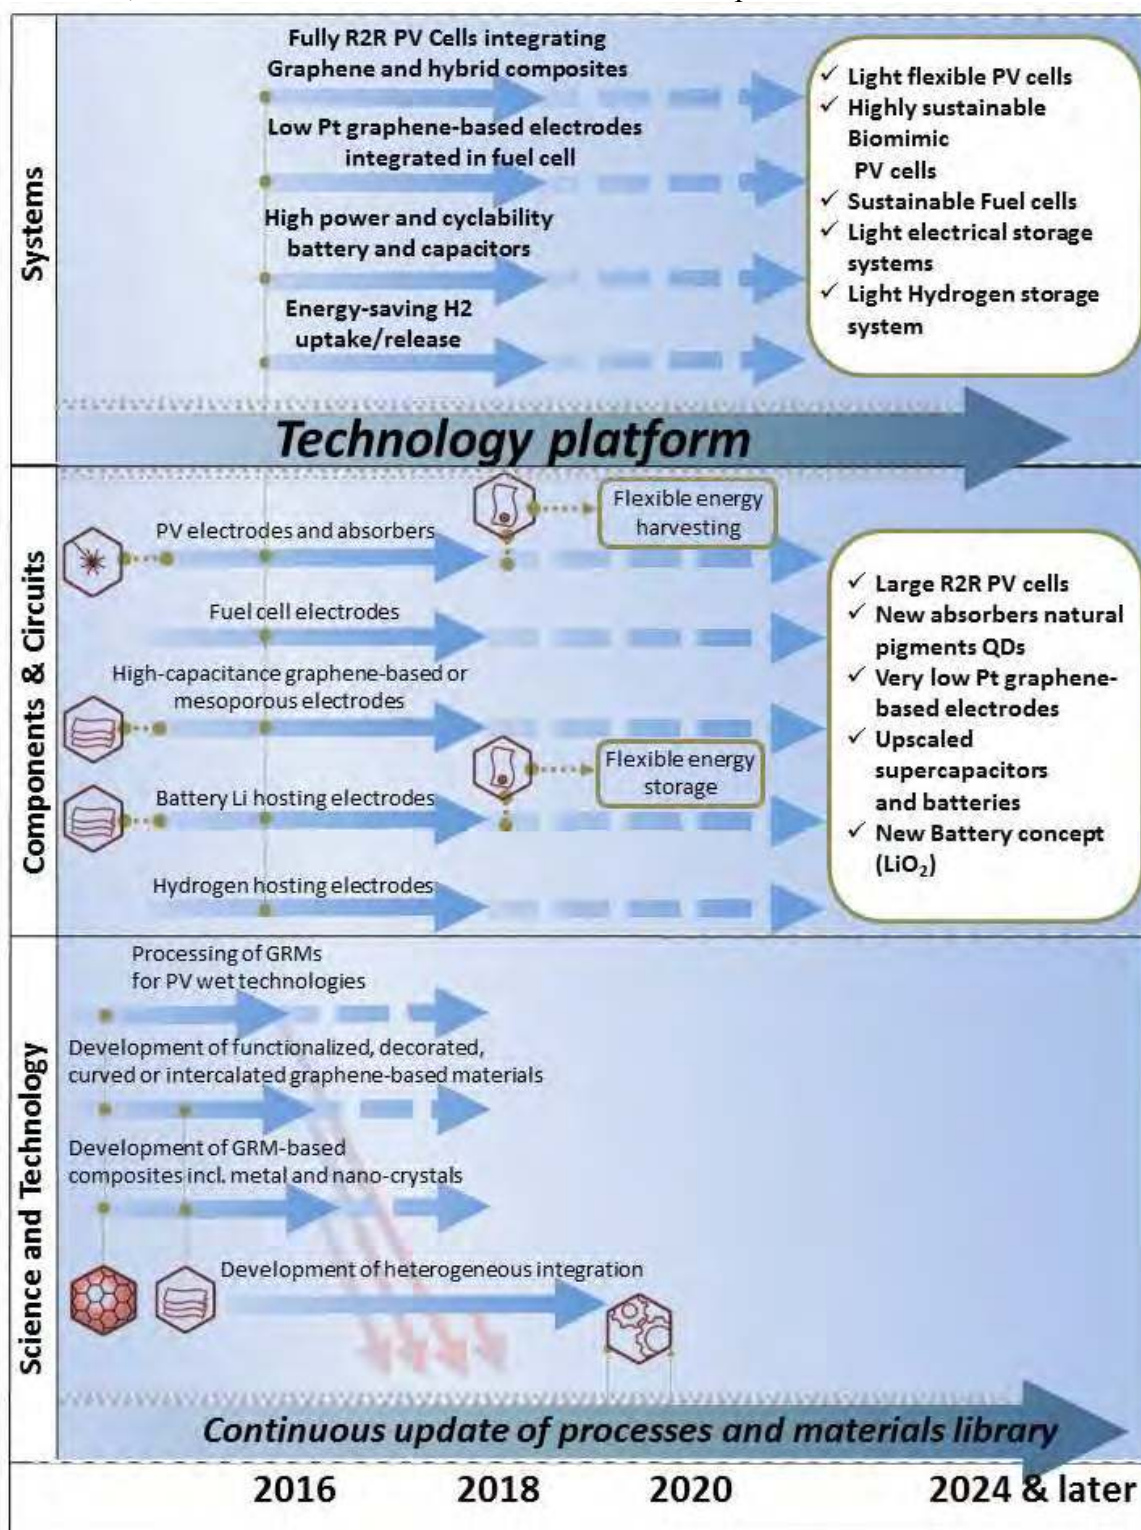 Systems
Fully R2R PV Cells integrating
Graphene and hybrid composites
Low Pt graphene-based electrodes
integrated in fuel cell
High power and cyclability
battery and capacitors
Energy-saving H2
uptake/release
✓ Light flexible PV cells
✓ Highly sustainable
Biomimic
PV cells
✓ Sustainable Fuel cells
✓ Light electrical storage
systems
✓ Light Hydrogen storage
system
Technology platform
Components & Circuits
PV electrodes and absorbers
Flexible energy
harvesting
Fuel cell electrodes
High-capacitance graphene-based or
mesoporous electrodes
Flexible energy
storage
Battery Li hosting electrodes
Hydrogen hosting electrodes
✓ Large R2R PV cells
✓ New absorbers natural
pigments QDs
✓ Very low Pt graphene-
based electrodes
✓ Upscaled
supercapacitors
and batteries
✓ New Battery concept
(LiO₂)
Science and Technology
Processing of GRMs
for PV wet technologies
Development of functionalized, decorated,
curved or intercalated graphene-based materials
Development of GRM-based
composites incl. metal and nano-crystals
Development of heterogeneous integration
Continuous update of processes and materials library
2016 2018 2020 2024 & later